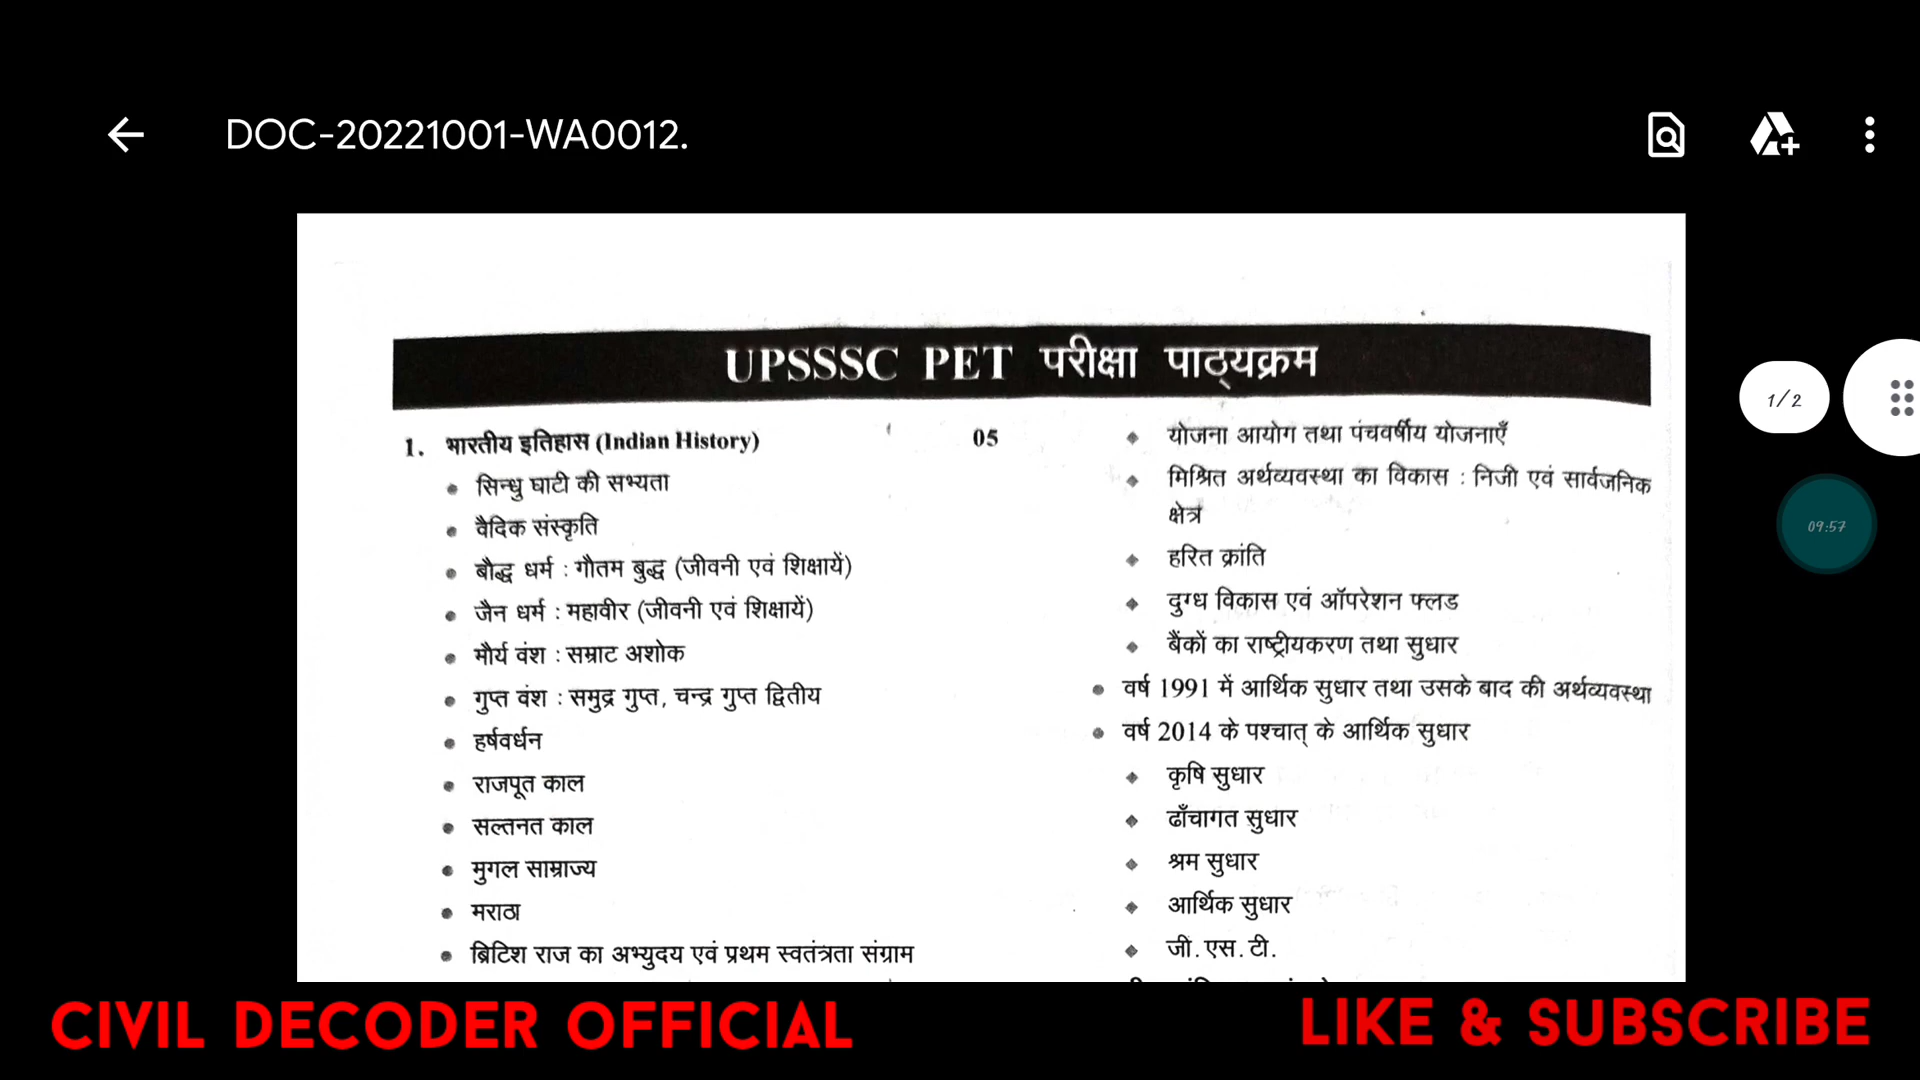 DOC-20221001-WA0012.
UPSSSC PET परीक्षा पाठ्यक्रम
1. भारतीय इतिहास (Indian History) 05
सिन्धु घाटी की सभ्यता
वैदिक संस्कृति
बौद्ध धर्म : गौतम बुद्ध (जीवनी एवं शिक्षायें)
जैन धर्म : महावीर (जीवनी एवं शिक्षायें)
मौर्य वंश : सम्राट अशोक
गुप्त वंश : समुद्र गुप्त, चन्द्र गुप्त द्वितीय
हर्षवर्धन
राजपूत काल
सल्तनत काल
मुगल साम्राज्य
मराठा
ब्रिटिश राज का अभ्युदय एवं प्रथम स्वतंत्रता संग्राम
योजना आयोग तथा पंचवर्षीय योजनाएँ
मिश्रित अर्थव्यवस्था का विकास : निजी एवं सार्वजनिक
क्षेत्र
हरित क्रांति
दुग्ध विकास एवं ऑपरेशन फ्लड
बैंकों का राष्ट्रीयकरण तथा सुधार
वर्ष 1991 में आर्थिक सुधार तथा उसके बाद की अर्थव्यवस्था
वर्ष 2014 के पश्चात् के आर्थिक सुधार
कृषि सुधार
ढाँचागत सुधार
श्रम सुधार
आर्थिक सुधार
जी.एस.टी.
1/2
09:57
CIVIL DECODER OFFICIAL
LIKE & SUBSCRIBE